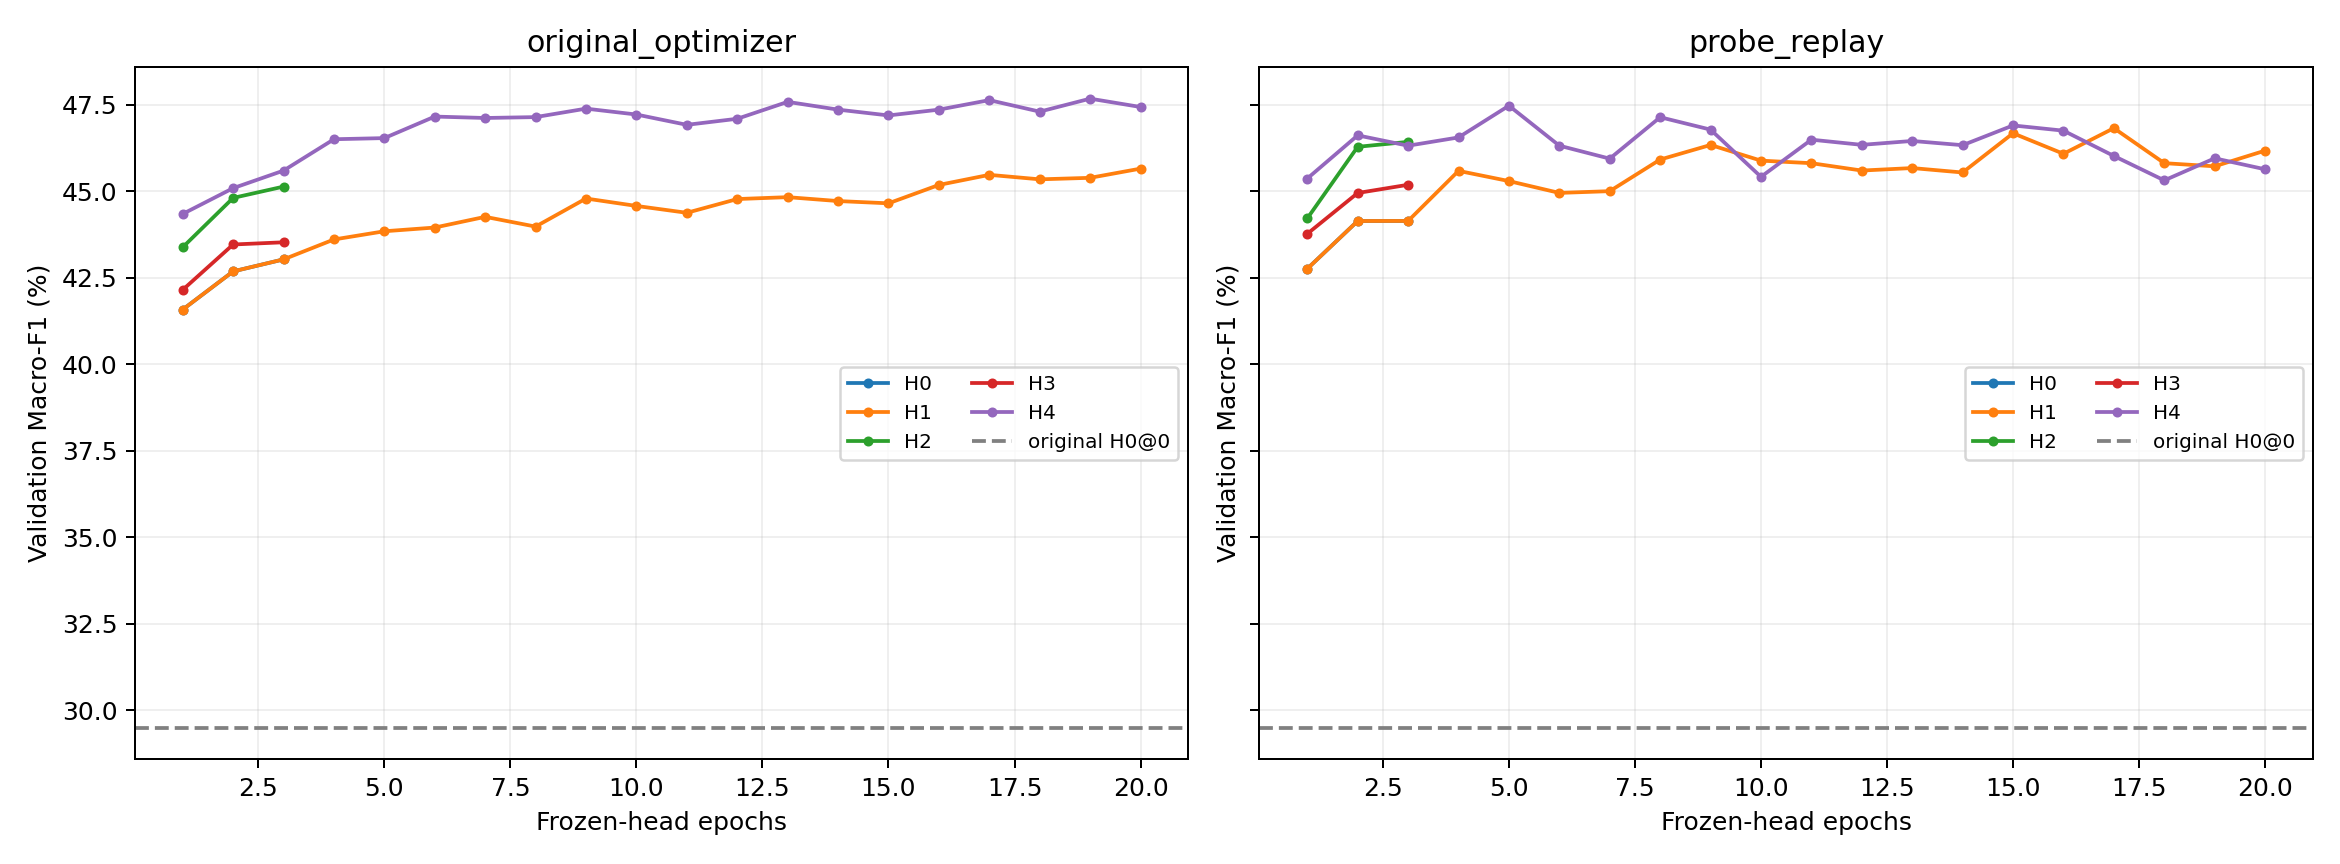 original_optimizer
Validation Macro-F1 (%)
47.5
45.0
42.5
40.0
37.5
35.0
32.5
30.0
2.5 5.0 7.5 10.0 12.5 15.0 17.5 20.0
Frozen-head epochs
H0 H3
H1 H4
H2 original H0@0
probe_replay
Validation Macro-F1 (%)
2.5 5.0 7.5 10.0 12.5 15.0 17.5 20.0
Frozen-head epochs
H0 H3
H1 H4
H2 original H0@0